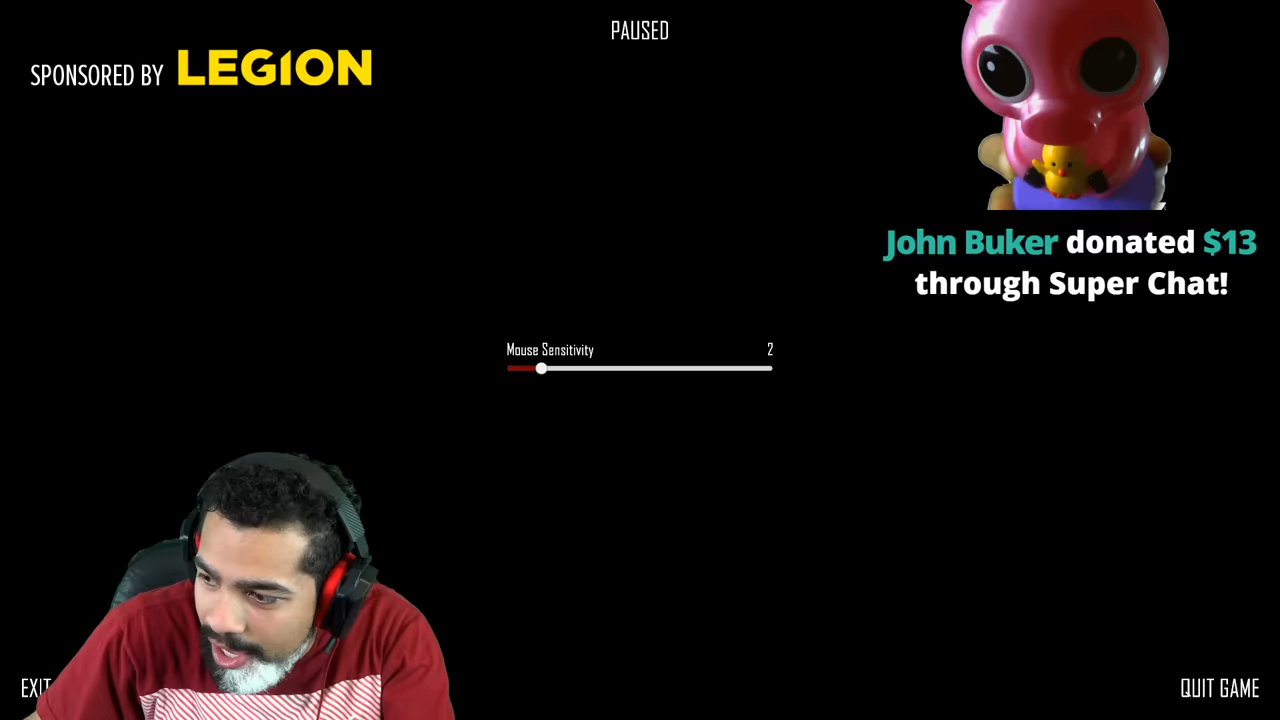 PAUSED
SPONSORED BY LEGION
John Buker donated $13
through Super Chat!
Mouse Sensitivity 2
EXIT
QUIT GAME